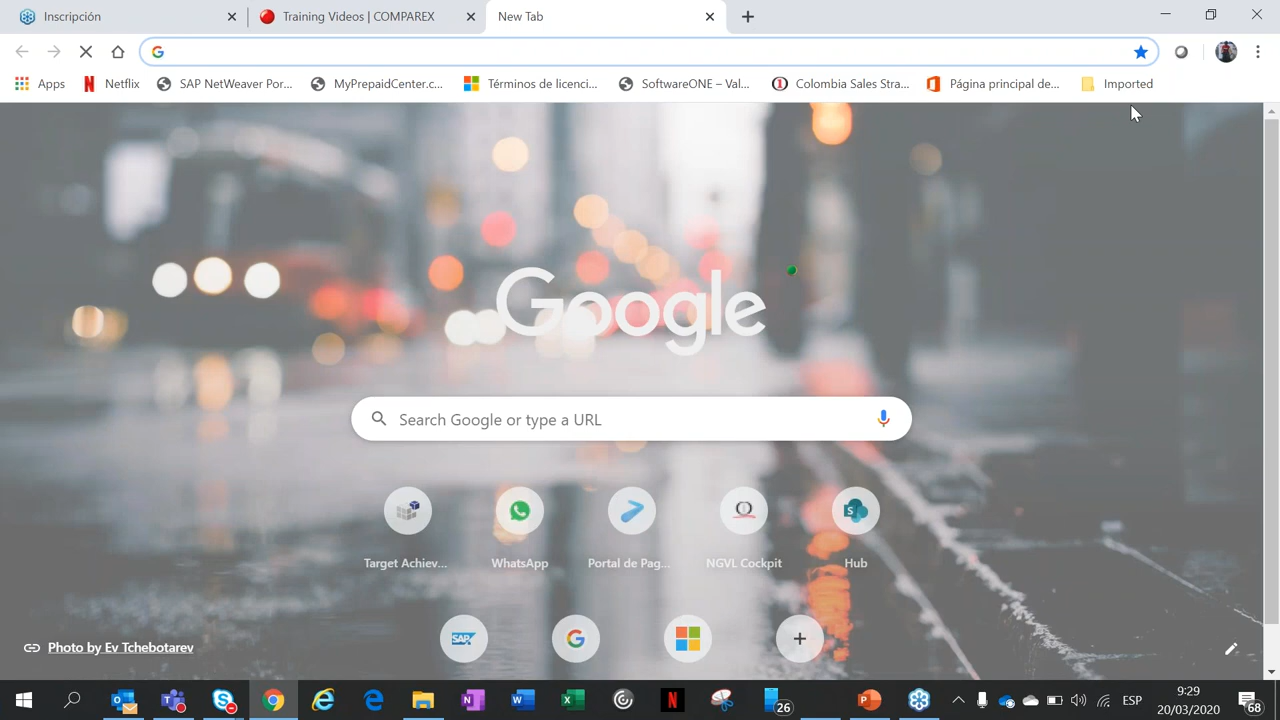 Inscripción
Training Videos | COMPAREX
New Tab
Apps
Netflix
SAP NetWeaver Por...
MyPrepaidCenter.c...
Términos de licenci...
SoftwareONE – Val...
Colombia Sales Stra...
Página principal de...
Imported
Google
Search Google or type a URL
Target Achiev...
WhatsApp
Portal de Pag...
NGVL Cockpit
Hub
SAP
Photo by Ev Tchebotarev
26
ESP
9:29
20/03/2020
68